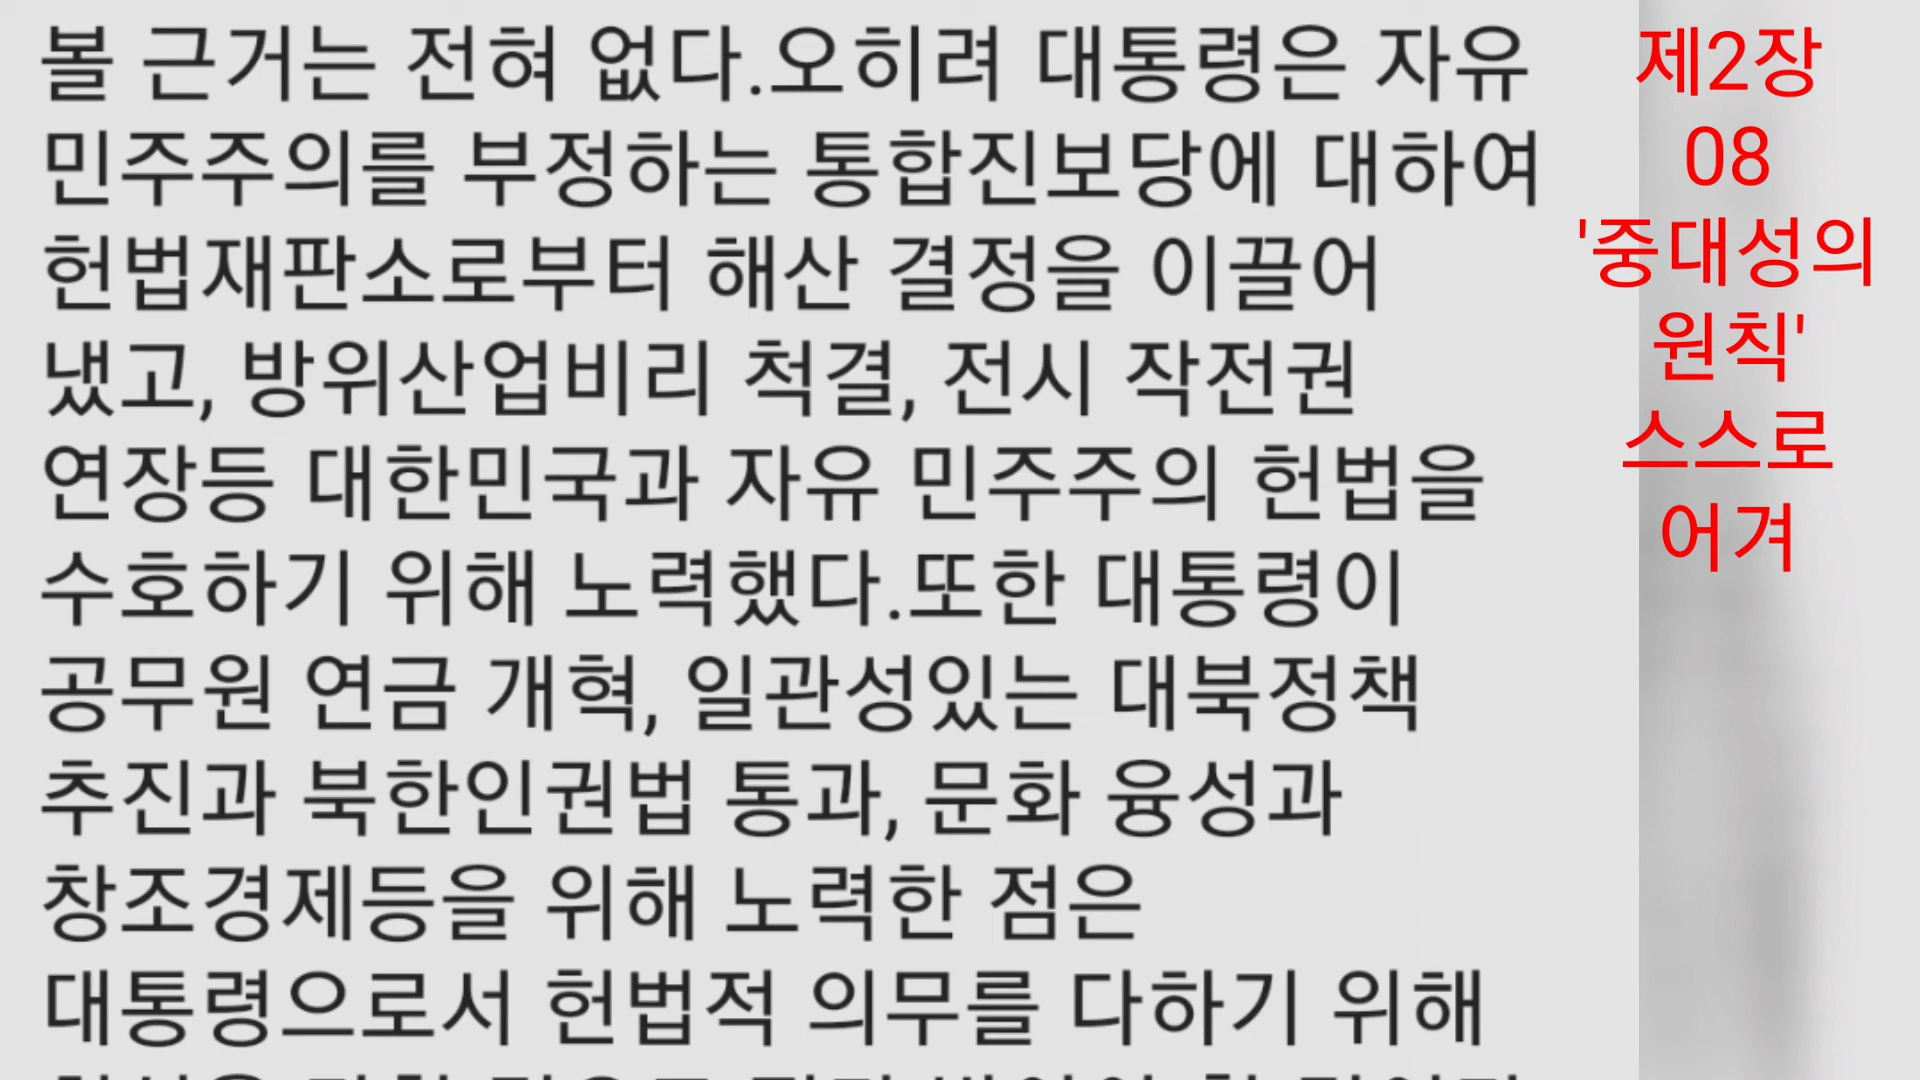 볼 근거는 전혀 없다.오히려 대통령은 자유
민주주의를 부정하는 통합진보당에 대하여
헌법재판소로부터 해산 결정을 이끌어
냈고, 방위산업비리 척결, 전시 작전권
연장등 대한민국과 자유 민주주의 헌법을
수호하기 위해 노력했다.또한 대통령이
공무원 연금 개혁, 일관성있는 대북정책
추진과 북한인권법 통과, 문화 융성과
창조경제등을 위해 노력한 점은
대통령으로서 헌법적 의무를 다하기 위해
제2장
08
'중대성의
원칙'
스스로
어겨